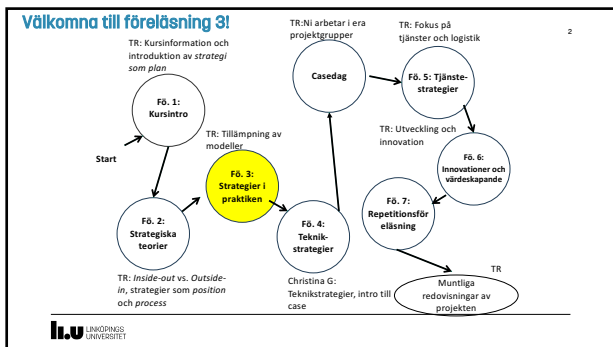 Välkomna till föreläsning 3!
2
TR: Kursinformation och
introduktion av strategi
som plan
Fö. 1:
Kursintro
Start
Fö. 2:
Strategiska
teorier
TR: Inside-out vs. Outside-
in, strategier som position
och process
TR: Tillämpning av
modeller
Fö. 3:
Strategier i
praktiken
Fö. 4:
Teknik-
strategier
Christina G:
Teknikstrategier, intro till
case
TR:Ni arbetar i era
projektgrupper
Casedag
TR: Fokus på
tjänster och logistik
Fö. 5: Tjänste-
strategier
TR: Utveckling och
innovation
Fö. 6:
Innovationer och
värdeskapande
Fö. 7:
Repetitionsför
eläsning
TR
Muntliga
redovisningar av
projekten
LINKÖPINGS
UNIVERSITET